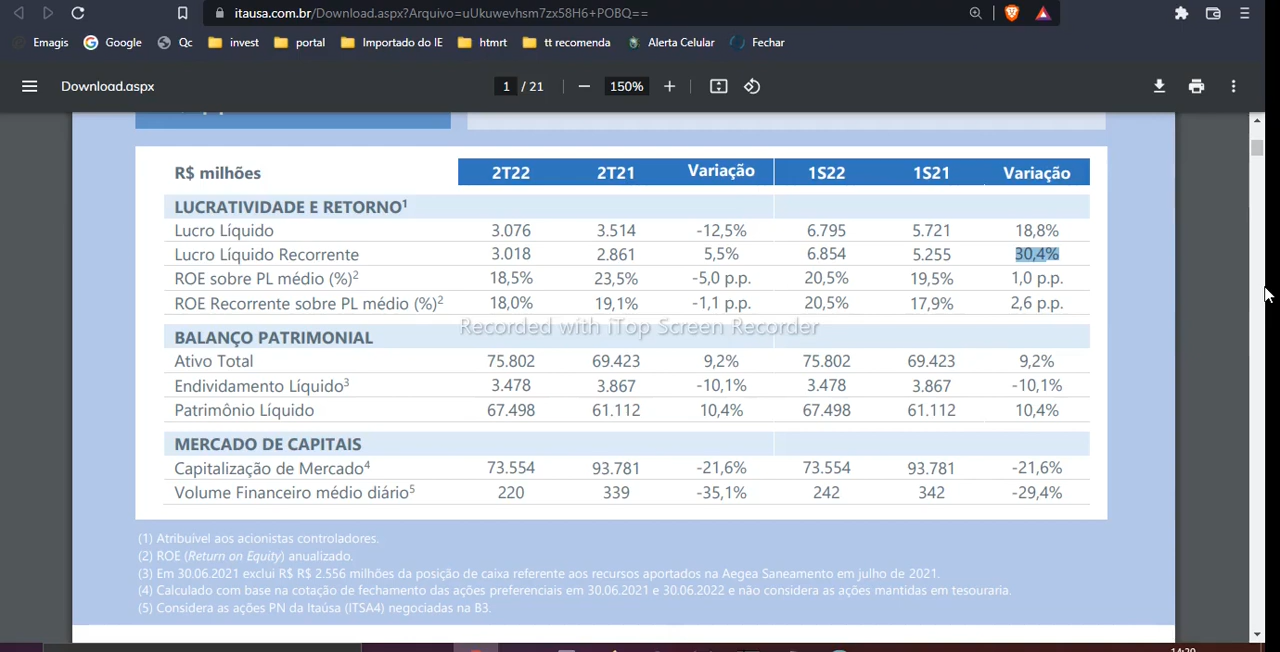 itausa.com.br/Download.aspx?Arquivo=uUkuwevhsm7zx58H6+POBQ==
Emagis Google Qc invest portal Importado do IE htmrt tt recomenda Alerta Celular Fechar
Download.aspx 1 / 21 150%
R$ milhões 2T22 2T21 Variação 1S22 1S21 Variação
LUCRATIVIDADE E RETORNO¹
Lucro Líquido 3.076 3.514 -12,5% 6.795 5.721 18,8%
Lucro Líquido Recorrente 3.018 2.861 5,5% 6.854 5.255 30,4%
ROE sobre PL médio (%)² 18,5% 23,5% -5,0 p.p. 20,5% 19,5% 1,0 p.p.
ROE Recorrente sobre PL médio (%)² 18,0% 19,1% -1,1 p.p. 20,5% 17,9% 2,6 p.p.
Recorded with iTop Screen Recorder
BALANÇO PATRIMONIAL
Ativo Total 75.802 69.423 9,2% 75.802 69.423 9,2%
Endividamento Líquido³ 3.478 3.867 -10,1% 3.478 3.867 -10,1%
Patrimônio Líquido 67.498 61.112 10,4% 67.498 61.112 10,4%
MERCADO DE CAPITAIS
Capitalização de Mercado⁴ 73.554 93.781 -21,6% 73.554 93.781 -21,6%
Volume Financeiro médio diário⁵ 220 339 -35,1% 242 342 -29,4%
(1) Atribuível aos acionistas controladores.
(2) ROE (Return on Equity) anualizado.
(3) Em 30.06.2021 exclui R$ R$ 2.556 milhões da posição de caixa referente aos recursos aportados na Aegea Saneamento em julho de 2021.
(4) Calculado com base na cotação de fechamento das ações preferenciais em 30.06.2021 e 30.06.2022 e não considera as ações mantidas em tesouraria.
(5) Considera as ações PN da Itaúsa (ITSA4) negociadas na B3.